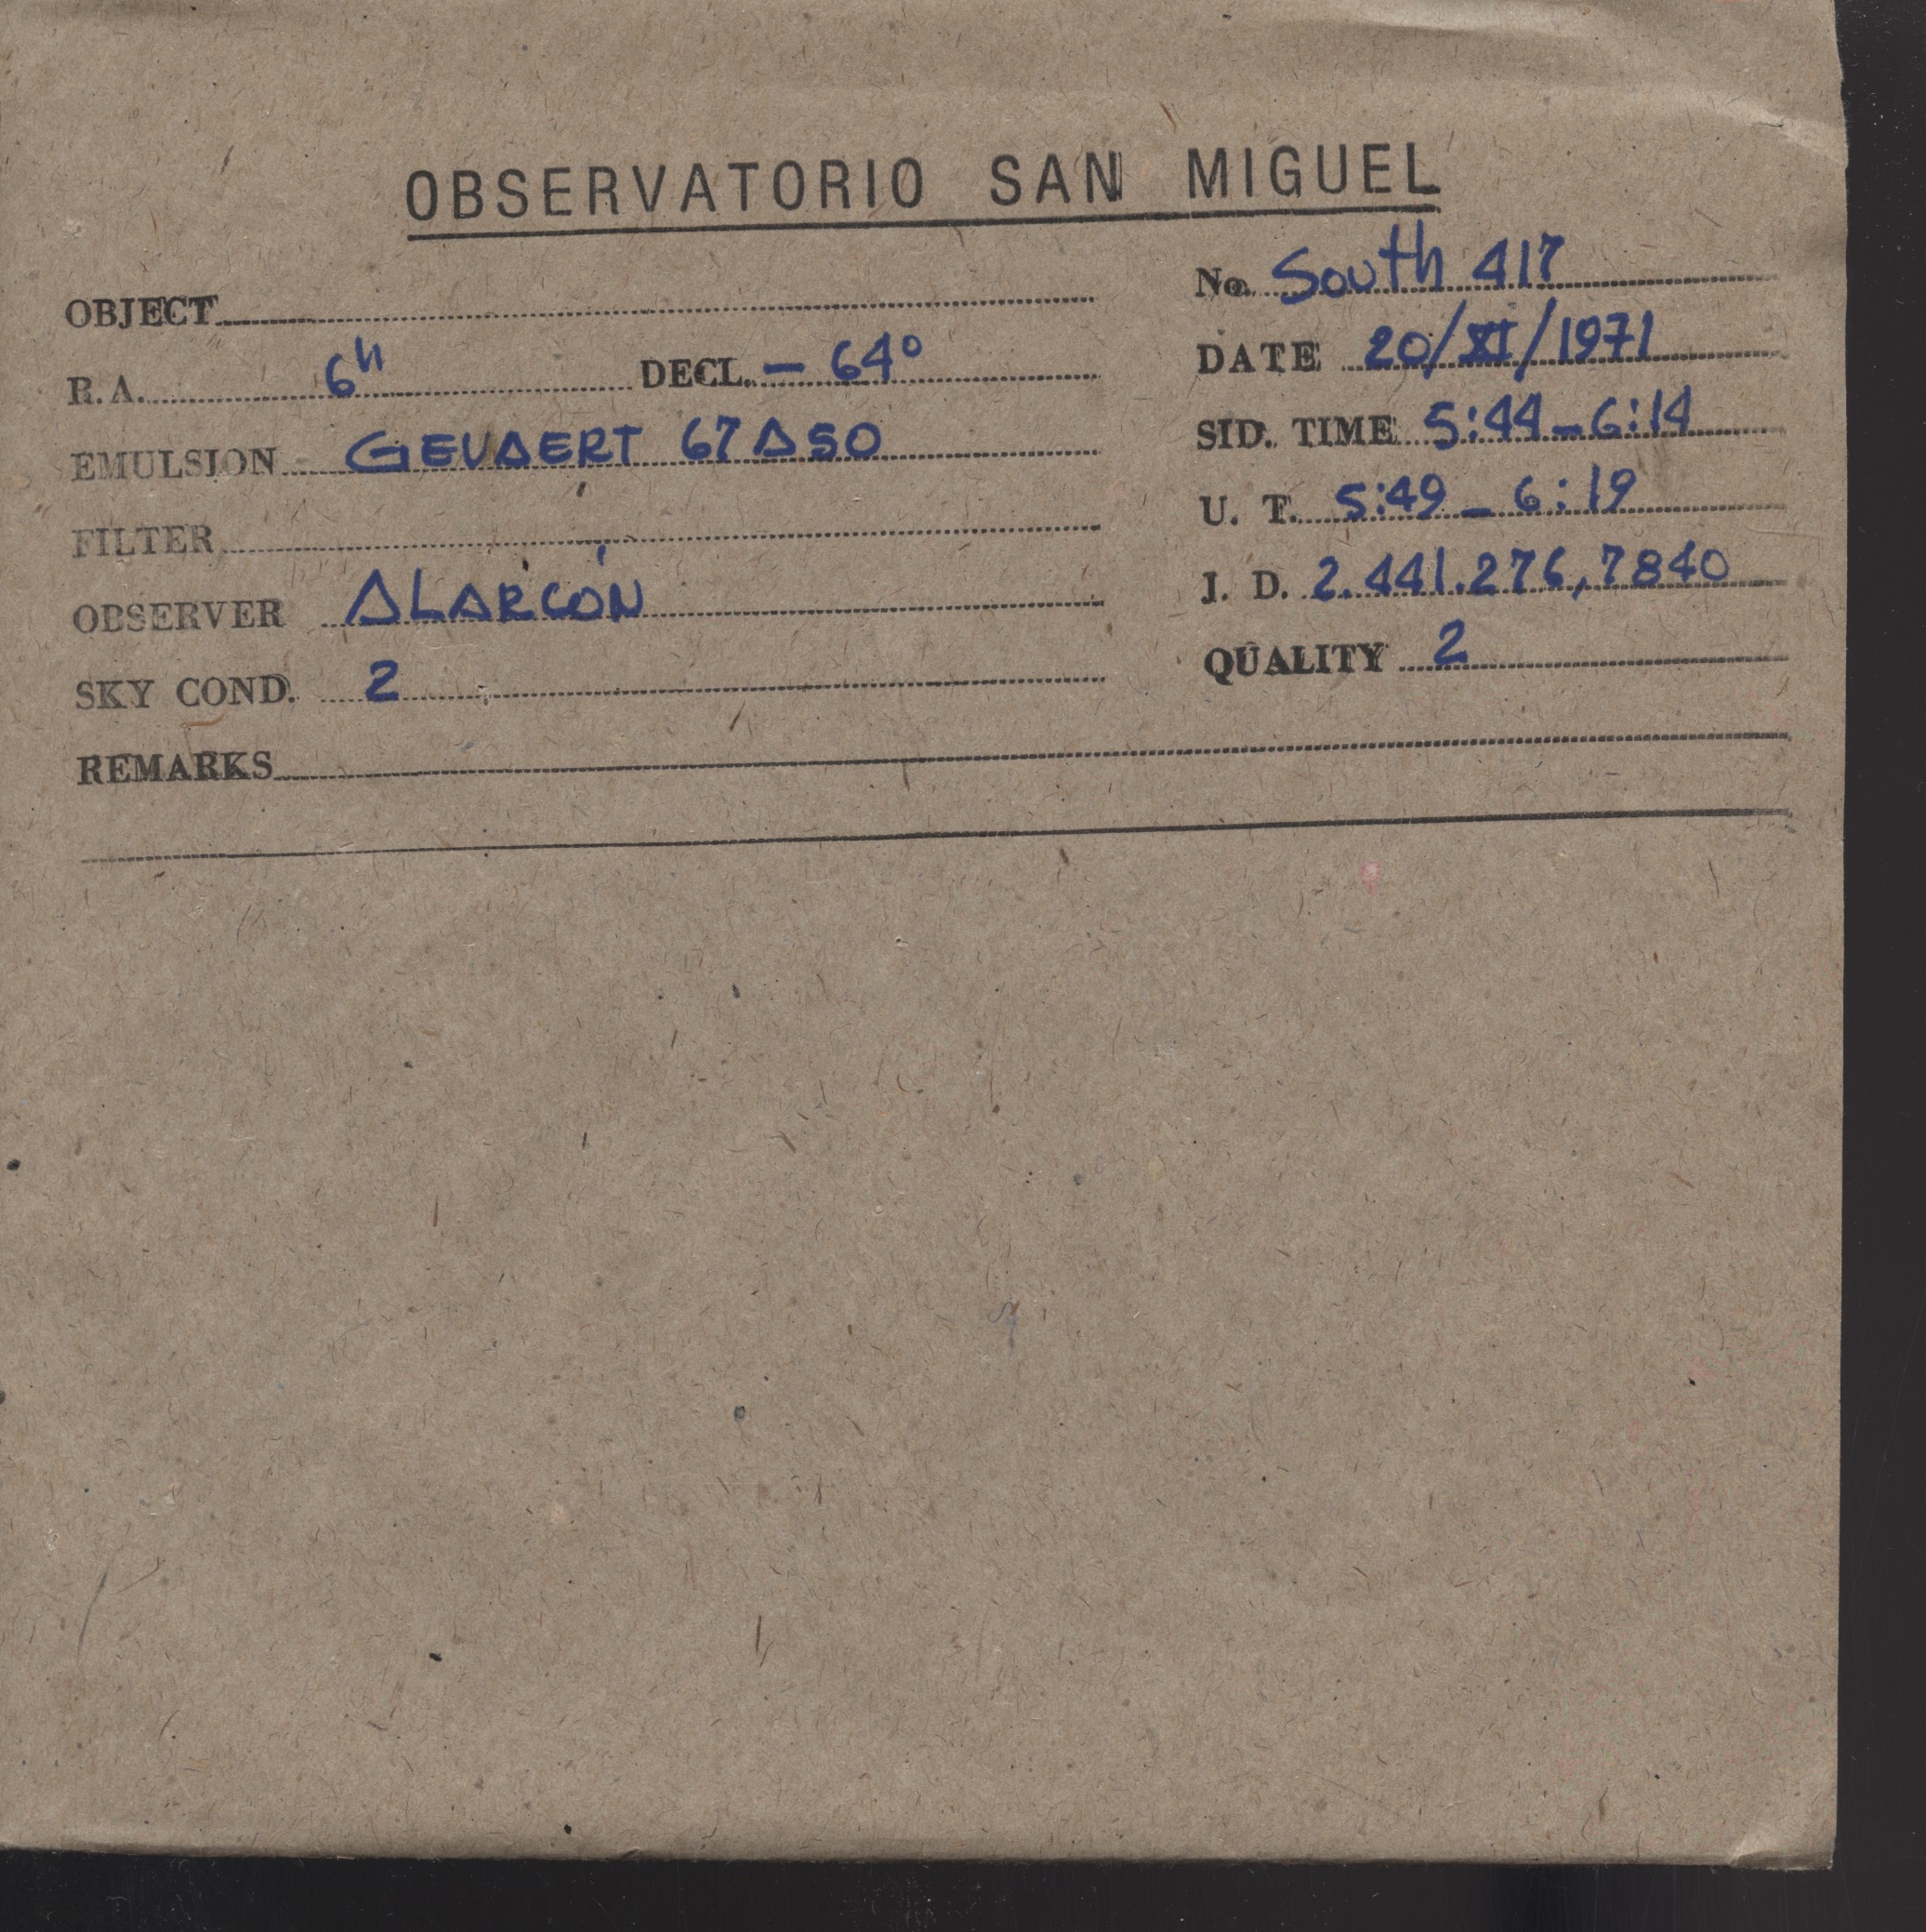 OBSERVATORIO SAN MIGUEL
No. South 417
OBJECT
DATE 20/XI/1971
R.A. 6h DECL. - 64°
SID. TIME 5:44 - 6:14
EMULSION GEVAERT 67A50
U. T. 5:49 - 6:19
FILTER
J. D. 2.441.276,7840
OBSERVER ALARCÓN
QUALITY 2
SKY COND. 2
REMARKS